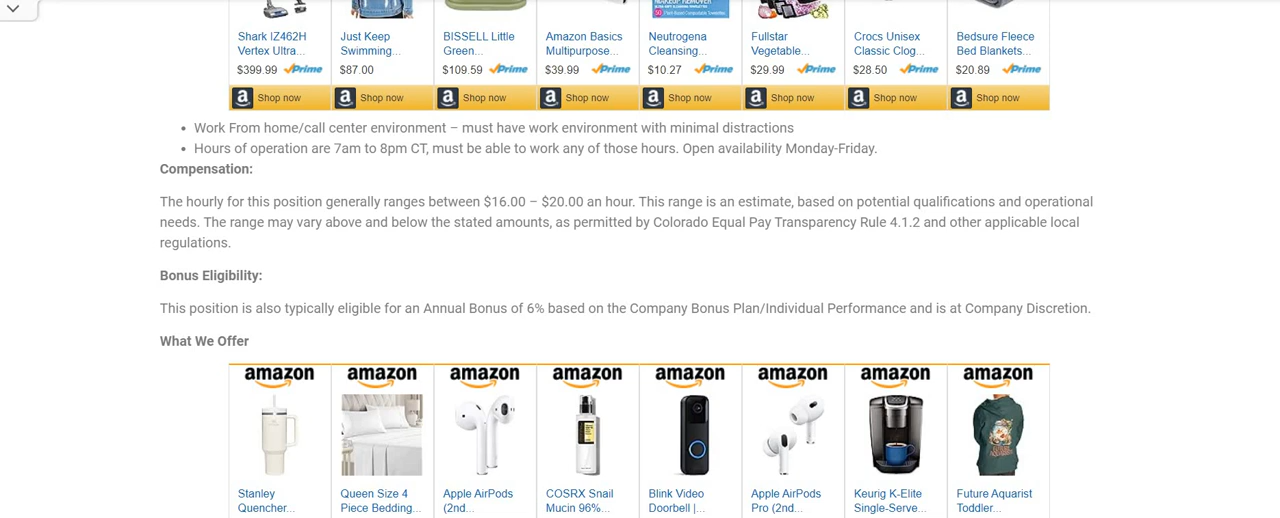 Shark IZ462H Just Keep BISSELL Little Amazon Basics Neutrogena Fullstar Crocs Unisex Bedsure Fleece
Vertex Ultra... Swimming... Green... Multipurpose... Cleansing... Vegetable... Classic Clog... Bed Blankets...
$399.99 Prime $87.00 $109.59 Prime $39.99 Prime $10.27 Prime $29.99 Prime $28.50 Prime $20.89 Prime
a Shop now a Shop now a Shop now a Shop now a Shop now a Shop now a Shop now a Shop now
• Work From home/call center environment – must have work environment with minimal distractions
• Hours of operation are 7am to 8pm CT, must be able to work any of those hours. Open availability Monday-Friday.
Compensation:
The hourly for this position generally ranges between $16.00 – $20.00 an hour. This range is an estimate, based on potential qualifications and operational
needs. The range may vary above and below the stated amounts, as permitted by Colorado Equal Pay Transparency Rule 4.1.2 and other applicable local
regulations.
Bonus Eligibility:
This position is also typically eligible for an Annual Bonus of 6% based on the Company Bonus Plan/Individual Performance and is at Company Discretion.
What We Offer
amazon amazon amazon amazon amazon amazon amazon amazon
Stanley Queen Size 4 Apple AirPods COSRX Snail Blink Video Apple AirPods Keurig K-Elite Future Aquarist
Quencher... Piece Bedding... (2nd... Mucin 96%... Doorbell |... Pro (2nd... Single-Serve... Toddler...